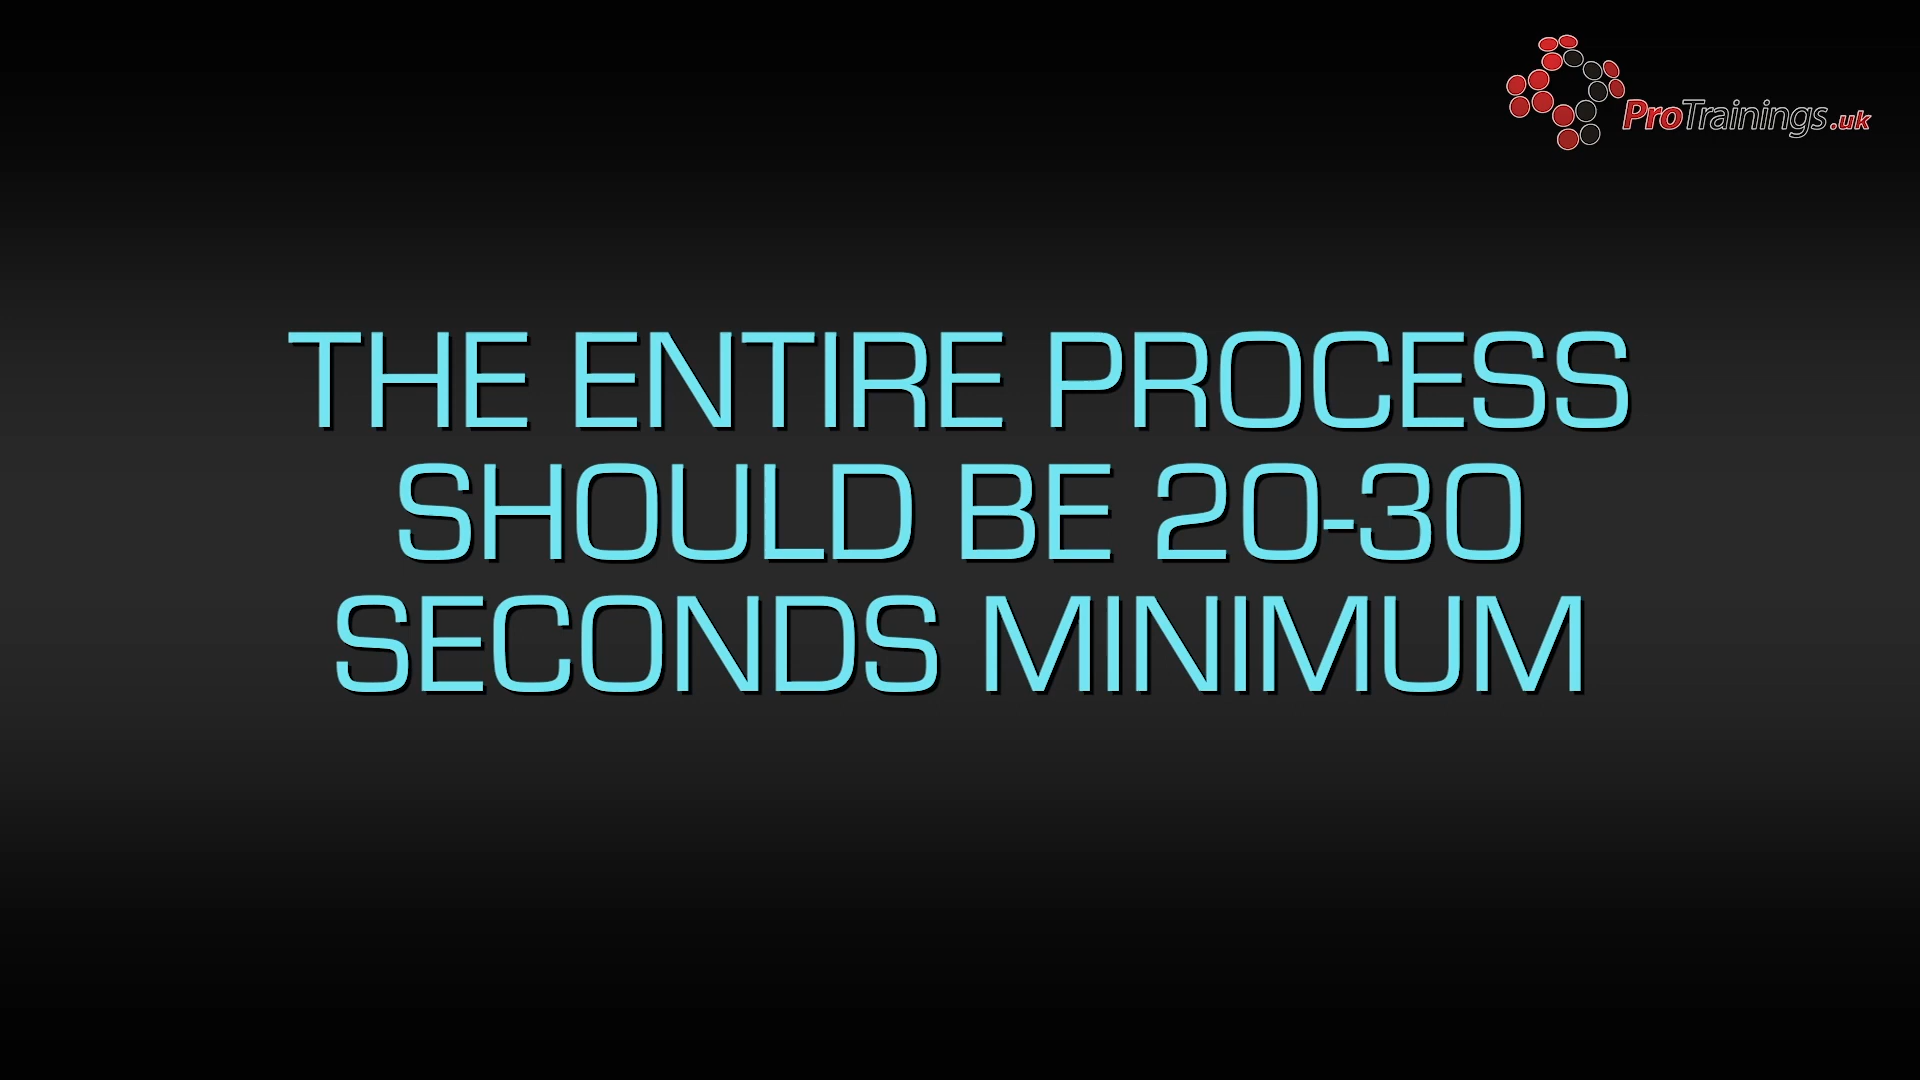 ProTrainings.uk
THE ENTIRE PROCESS
SHOULD BE 20-30
SECONDS MINIMUM